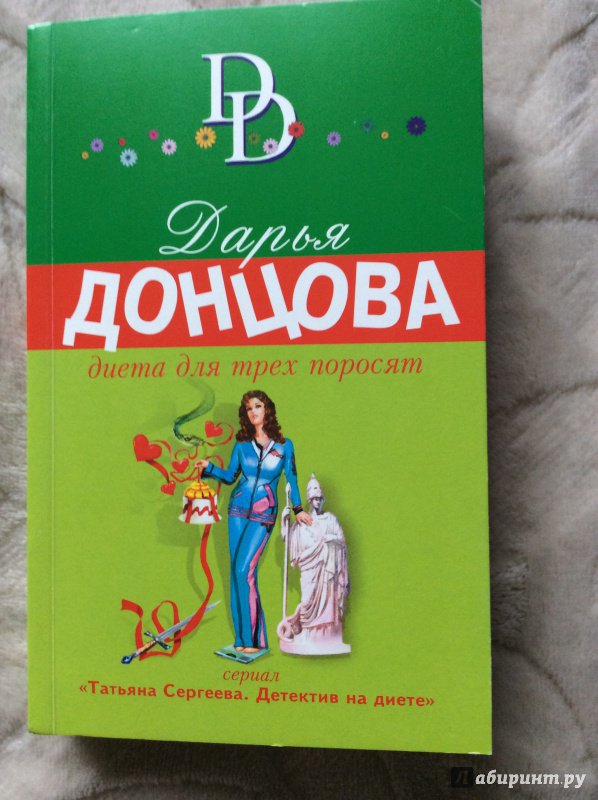 DD
Дарья
ДОНЦОВА
диета для трех поросят
сериал
«Татьяна Сергеева. Детектив на диете»
Лабиринт.ру